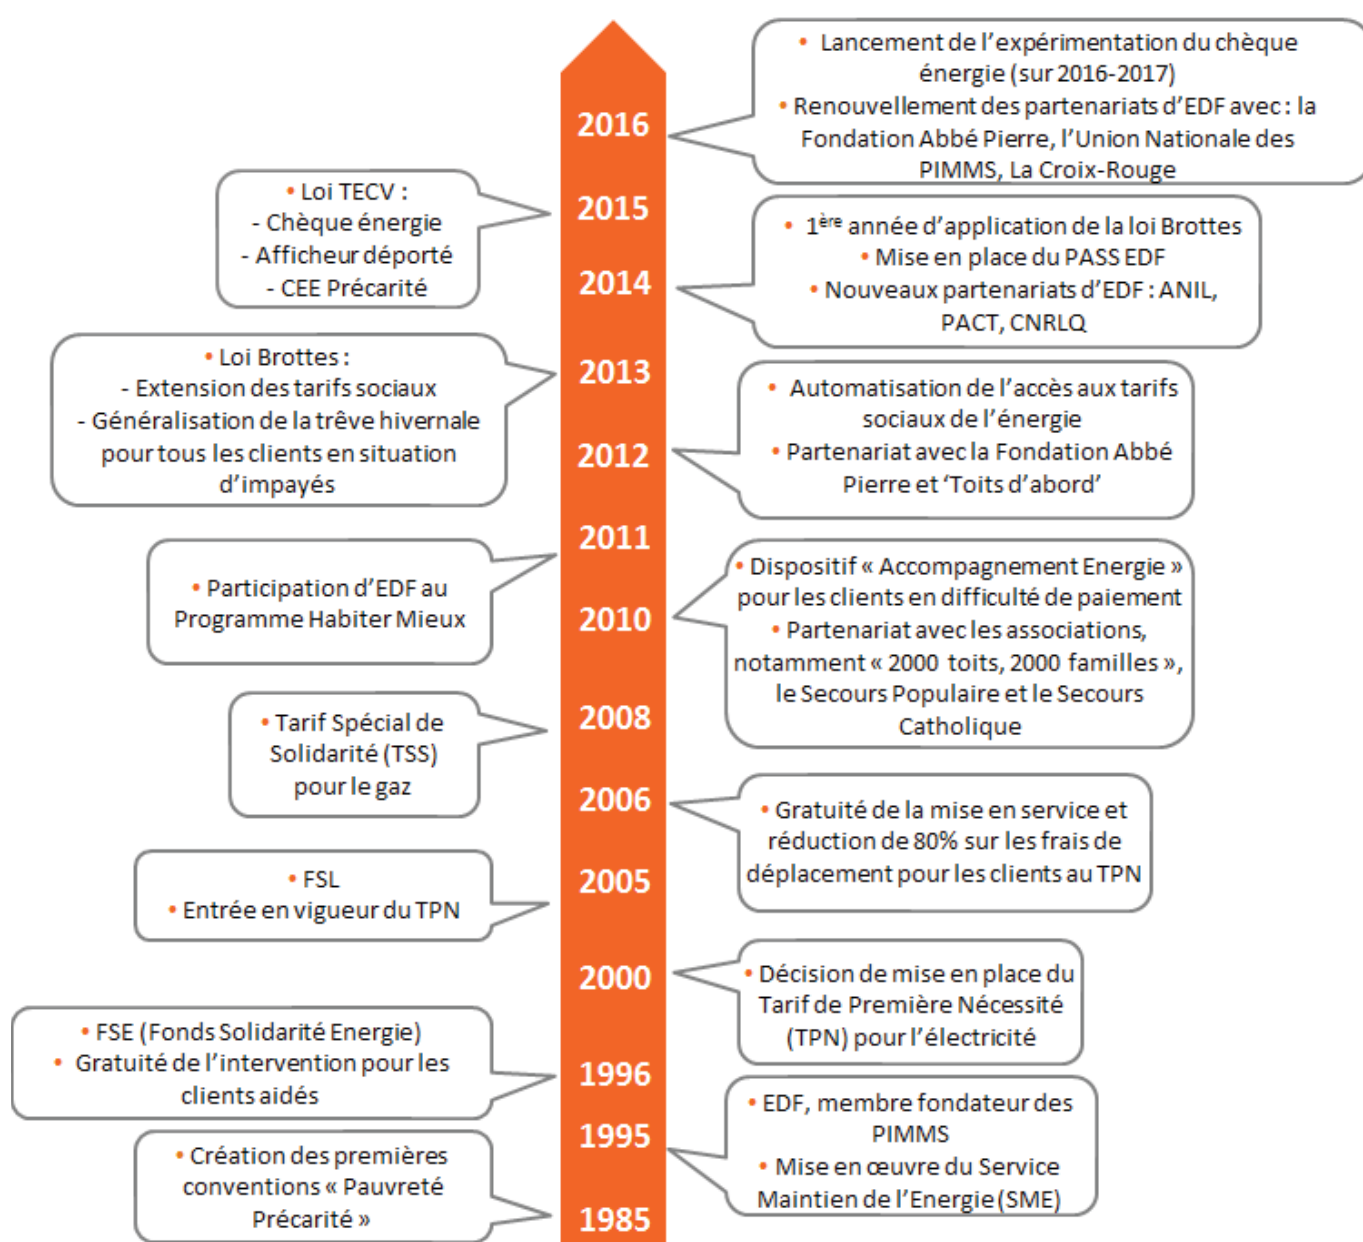 2016
• Lancement de l'expérimentation du chèque
énergie (sur 2016-2017)
• Renouvellement des partenariats d'EDF avec : la
Fondation Abbé Pierre, l'Union Nationale des
PIMMS, La Croix-Rouge
2015
• Loi TECV :
- Chèque énergie
- Afficheur déporté
- CEE Précarité
2014
• 1ère année d'application de la loi Brottes
• Mise en place du PASS EDF
• Nouveaux partenariats d'EDF : ANIL,
PACT, CNRLQ
2013
• Loi Brottes :
- Extension des tarifs sociaux
- Généralisation de la trêve hivernale
pour tous les clients en situation
d'impayés
2012
• Automatisation de l'accès aux tarifs
sociaux de l'énergie
• Partenariat avec la Fondation Abbé
Pierre et 'Toits d'abord'
2011
• Participation d'EDF au
Programme Habiter Mieux
2010
• Dispositif « Accompagnement Energie »
pour les clients en difficulté de paiement
• Partenariat avec les associations,
notamment « 2000 toits, 2000 familles »,
le Secours Populaire et le Secours
Catholique
2008
• Tarif Spécial de
Solidarité (TSS)
pour le gaz
2006
• Gratuité de la mise en service et
réduction de 80% sur les frais de
déplacement pour les clients au TPN
2005
• FSL
• Entrée en vigueur du TPN
2000
• Décision de mise en place du
Tarif de Première Nécessité
(TPN) pour l'électricité
1996
• FSE (Fonds Solidarité Energie)
• Gratuité de l'intervention pour les
clients aidés
1995
• EDF, membre fondateur des
PIMMS
• Mise en œuvre du Service
Maintien de l'Energie (SME)
1985
• Création des premières
conventions « Pauvreté
Précarité »